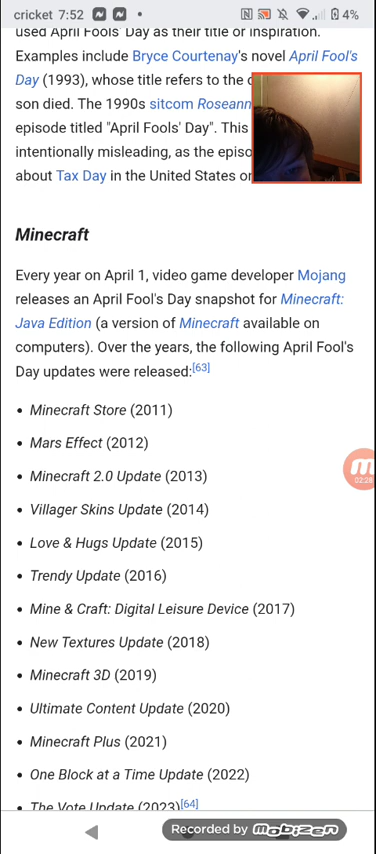 cricket 7:52 4%
used April Fools' Day as their title or inspiration.
Examples include Bryce Courtenay's novel April Fool's
Day (1993), whose title refers to the
son died. The 1990s sitcom Roseann
episode titled "April Fools' Day". This
intentionally misleading, as the episo
about Tax Day in the United States on
Minecraft
Every year on April 1, video game developer Mojang
releases an April Fool's Day snapshot for Minecraft:
Java Edition (a version of Minecraft available on
computers). Over the years, the following April Fool's
Day updates were released:[63]
• Minecraft Store (2011)
• Mars Effect (2012)
• Minecraft 2.0 Update (2013)
• Villager Skins Update (2014)
• Love & Hugs Update (2015)
• Trendy Update (2016)
• Mine & Craft: Digital Leisure Device (2017)
• New Textures Update (2018)
• Minecraft 3D (2019)
• Ultimate Content Update (2020)
• Minecraft Plus (2021)
• One Block at a Time Update (2022)
• The Vote Update (2023)[64]
m
02:28
Recorded by mobizen